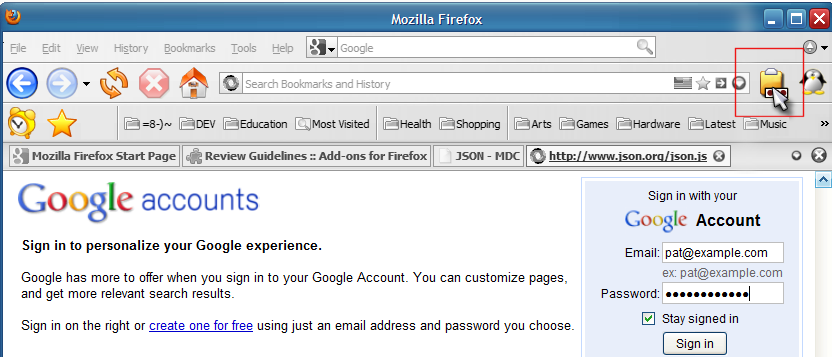 Mozilla Firefox
File Edit View History Bookmarks Tools Help Google
Search Bookmarks and History
=8-)~ DEV Education Most Visited Health Shopping Arts Games Hardware Latest Music »
Mozilla Firefox Start Page Review Guidelines :: Add-ons for Firefox JSON - MDC http://www.json.org/json.js
Google accounts
Sign in to personalize your Google experience.
Google has more to offer when you sign in to your Google Account. You can customize pages,
and get more relevant search results.
Sign in on the right or create one for free using just an email address and password you choose.
Sign in with your
Google Account
Email: pat@example.com
ex: pat@example.com
Password: ●●●●●●●●●●●●
Stay signed in
Sign in